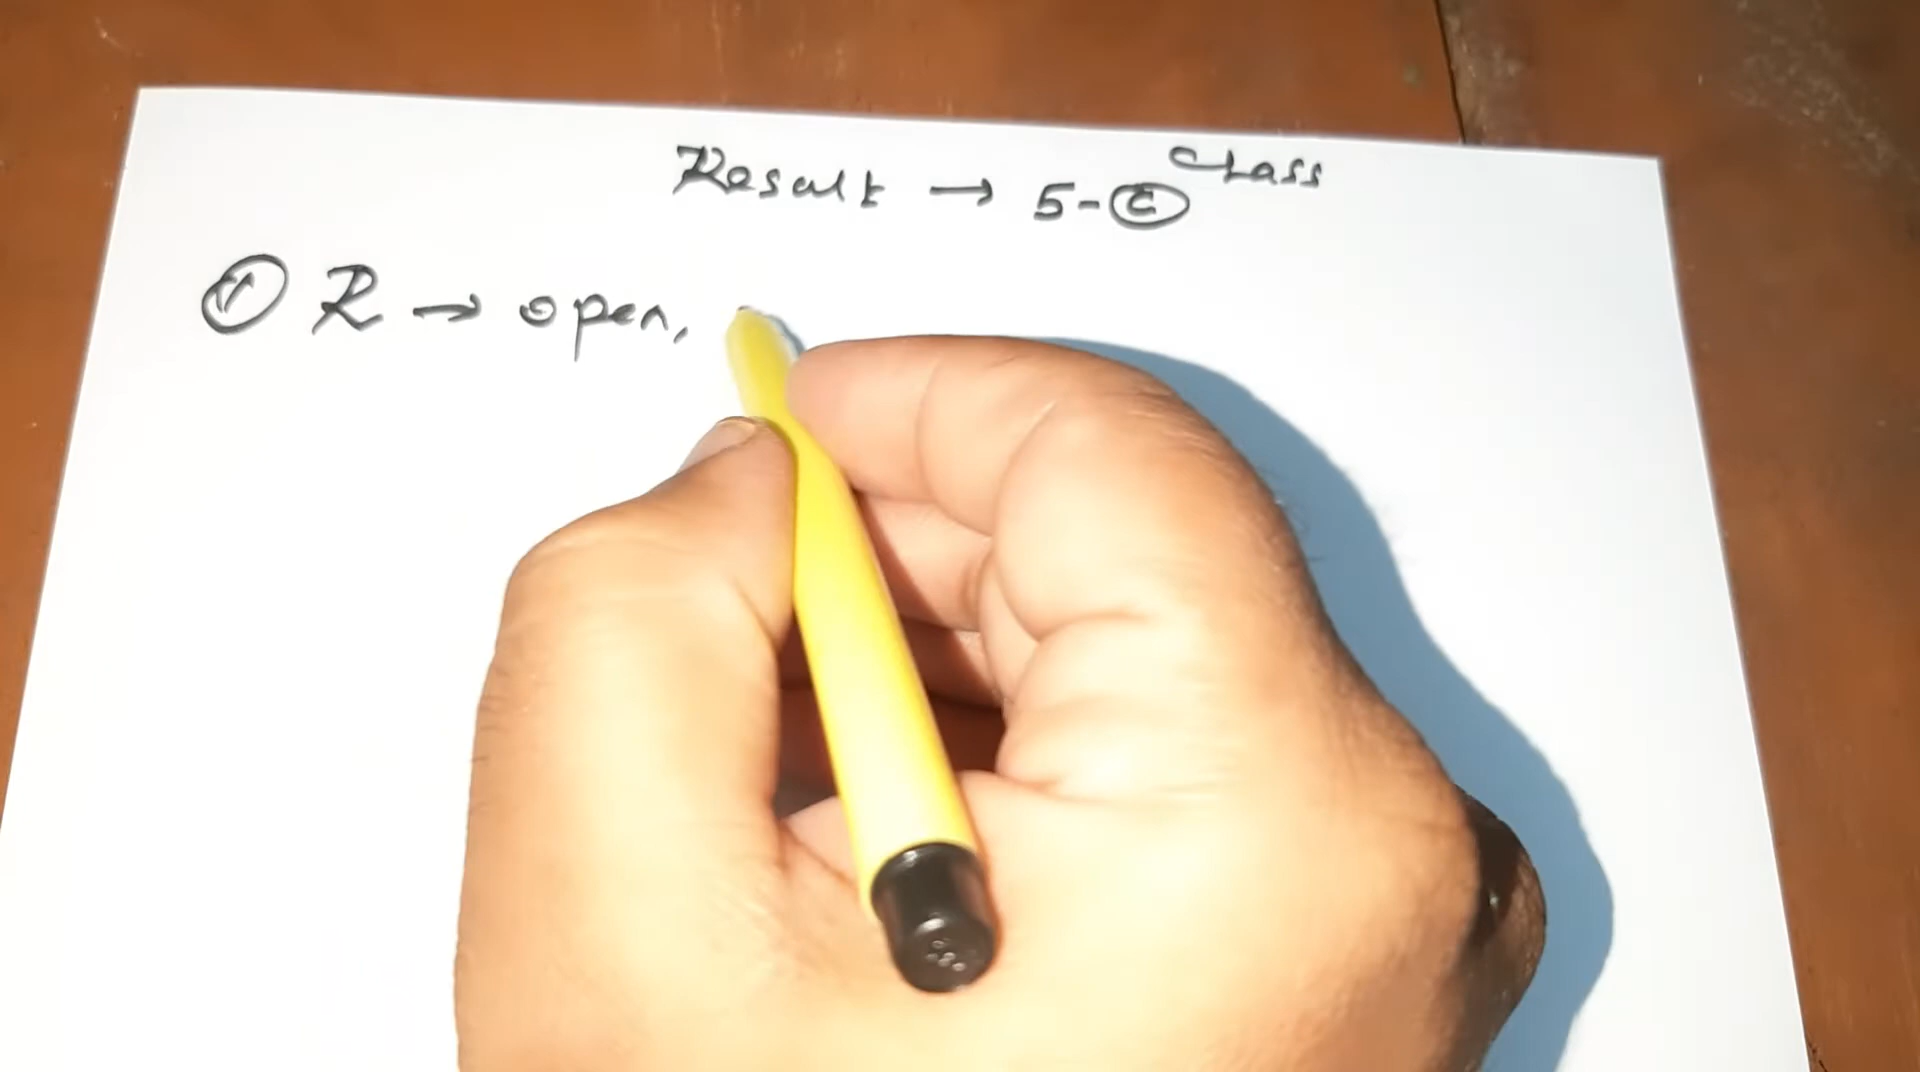 Result → 5-Ⓒ Class
① R → open,